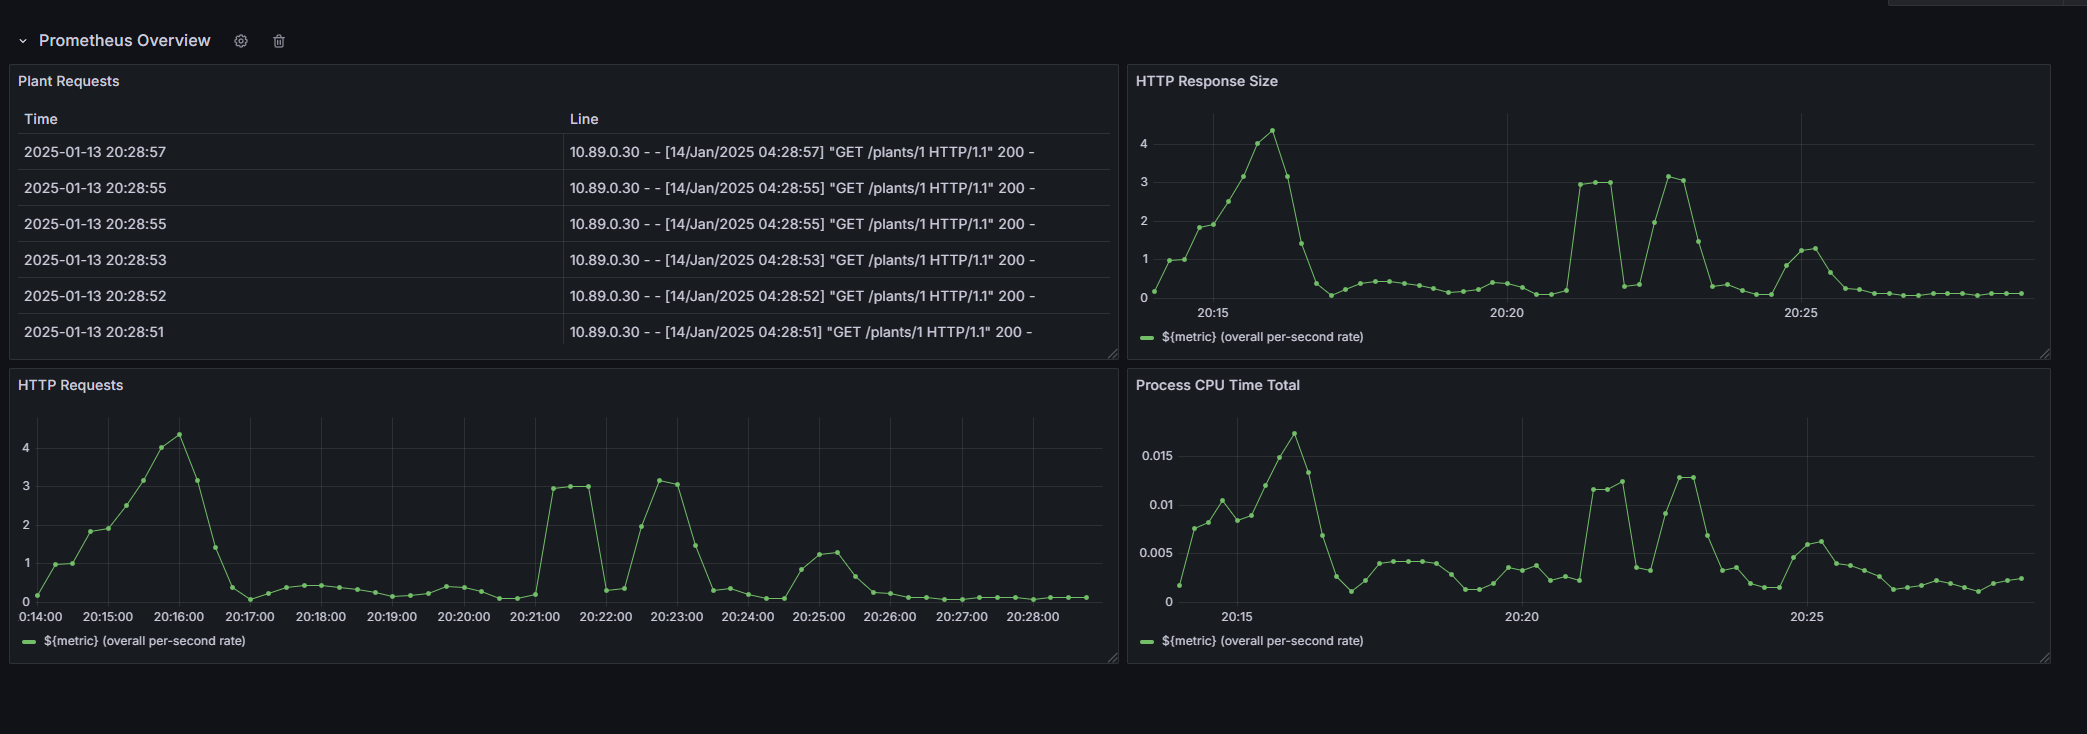 Prometheus Overview
Plant Requests
Time Line
2025-01-13 20:28:57 10.89.0.30 - - [14/Jan/2025 04:28:57] "GET /plants/1 HTTP/1.1" 200 -
2025-01-13 20:28:55 10.89.0.30 - - [14/Jan/2025 04:28:55] "GET /plants/1 HTTP/1.1" 200 -
2025-01-13 20:28:55 10.89.0.30 - - [14/Jan/2025 04:28:55] "GET /plants/1 HTTP/1.1" 200 -
2025-01-13 20:28:53 10.89.0.30 - - [14/Jan/2025 04:28:53] "GET /plants/1 HTTP/1.1" 200 -
2025-01-13 20:28:52 10.89.0.30 - - [14/Jan/2025 04:28:52] "GET /plants/1 HTTP/1.1" 200 -
2025-01-13 20:28:51 10.89.0.30 - - [14/Jan/2025 04:28:51] "GET /plants/1 HTTP/1.1" 200 -
HTTP Response Size
4
3
2
1
0
20:15 20:20 20:25
${metric} (overall per-second rate)
HTTP Requests
4
3
2
1
0
0:14:00 20:15:00 20:16:00 20:17:00 20:18:00 20:19:00 20:20:00 20:21:00 20:22:00 20:23:00 20:24:00 20:25:00 20:26:00 20:27:00 20:28:00
${metric} (overall per-second rate)
Process CPU Time Total
0.015
0.01
0.005
0
20:15 20:20 20:25
${metric} (overall per-second rate)